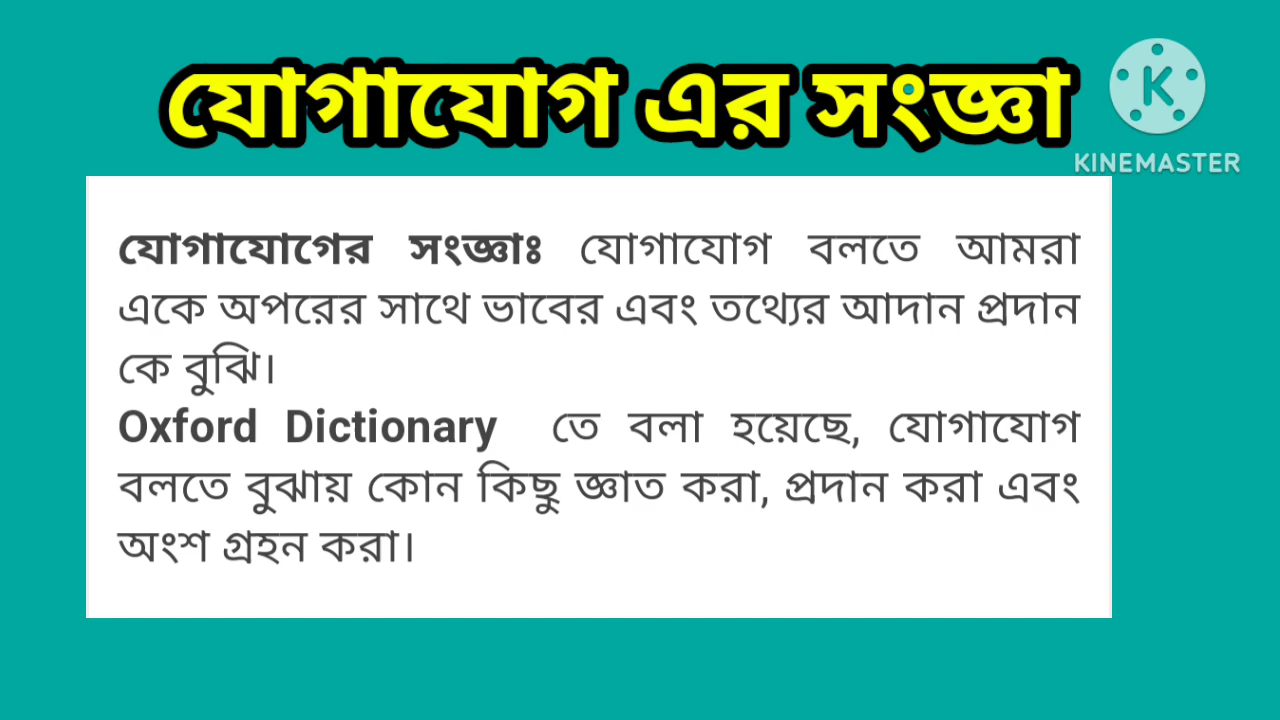 যোগাযোগ এর সংজ্ঞা
KINEMASTER
যোগাযোগের সংজ্ঞাঃ যোগাযোগ বলতে আমরা
একে অপরের সাথে ভাবের এবং তথ্যের আদান প্রদান
কে বুঝি।
Oxford Dictionary তে বলা হয়েছে, যোগাযোগ
বলতে বুঝায় কোন কিছু জ্ঞাত করা, প্রদান করা এবং
অংশ গ্রহন করা।